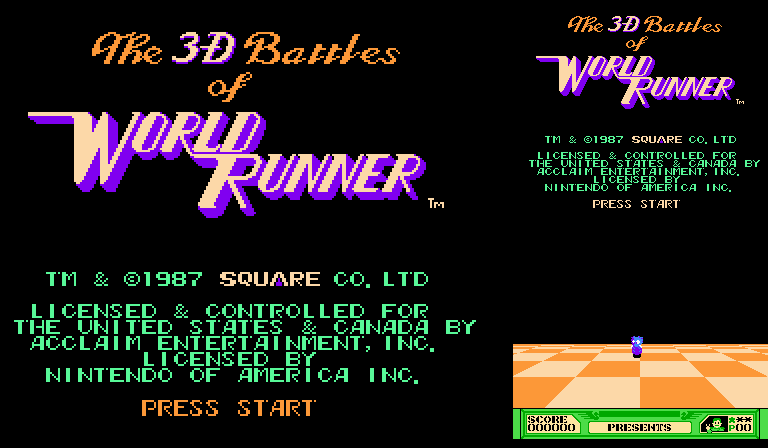 The 3-D Battles
of
WORLD
RUNNER
TM
TM & ©1987 SQUARE CO. LTD
LICENSED & CONTROLLED FOR
THE UNITED STATES & CANADA BY
ACCLAIM ENTERTAINMENT, INC.
LICENSED BY
NINTENDO OF AMERICA INC.
PRESS START
The 3-D Battles
of
WORLD
RUNNER
TM
TM & ©1987 SQUARE CO. LTD
LICENSED & CONTROLLED FOR
THE UNITED STATES & CANADA BY
ACCLAIM ENTERTAINMENT, INC.
LICENSED BY
NINTENDO OF AMERICA INC.
PRESS START
SCORE
000000
PRESENTS
P00